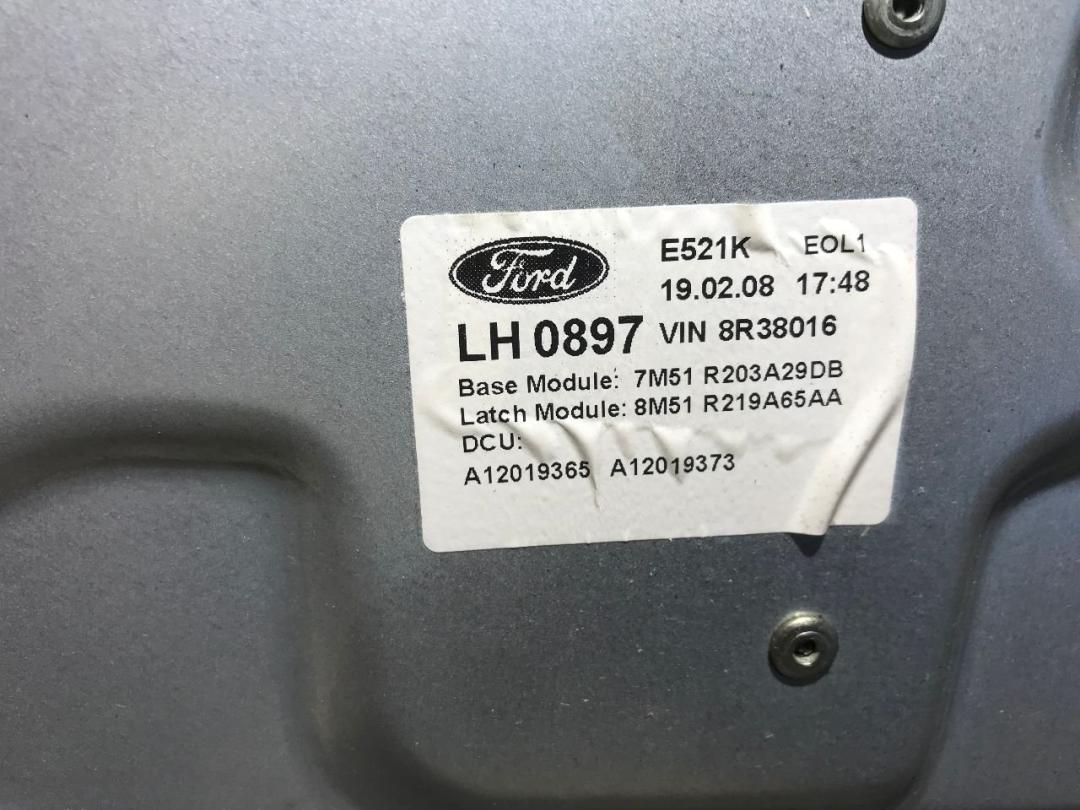 Ford
E521K EOL1
19.02.08 17:48
LH 0897 VIN 8R38016
Base Module: 7M51 R203A29DB
Latch Module: 8M51 R219A65AA
DCU:
A12019365 A12019373